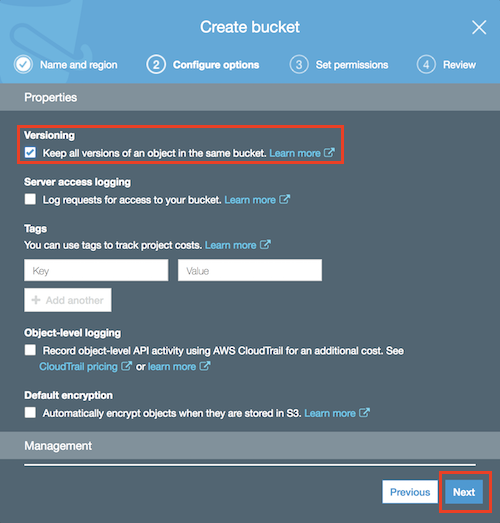 Create bucket
Name and region
2 Configure options
3 Set permissions
4 Review
Properties
Versioning
Keep all versions of an object in the same bucket. Learn more
Server access logging
Log requests for access to your bucket. Learn more
Tags
You can use tags to track project costs. Learn more
Key
Value
+ Add another
Object-level logging
Record object-level API activity using AWS CloudTrail for an additional cost. See
CloudTrail pricing or learn more
Default encryption
Automatically encrypt objects when they are stored in S3. Learn more
Management
Previous
Next